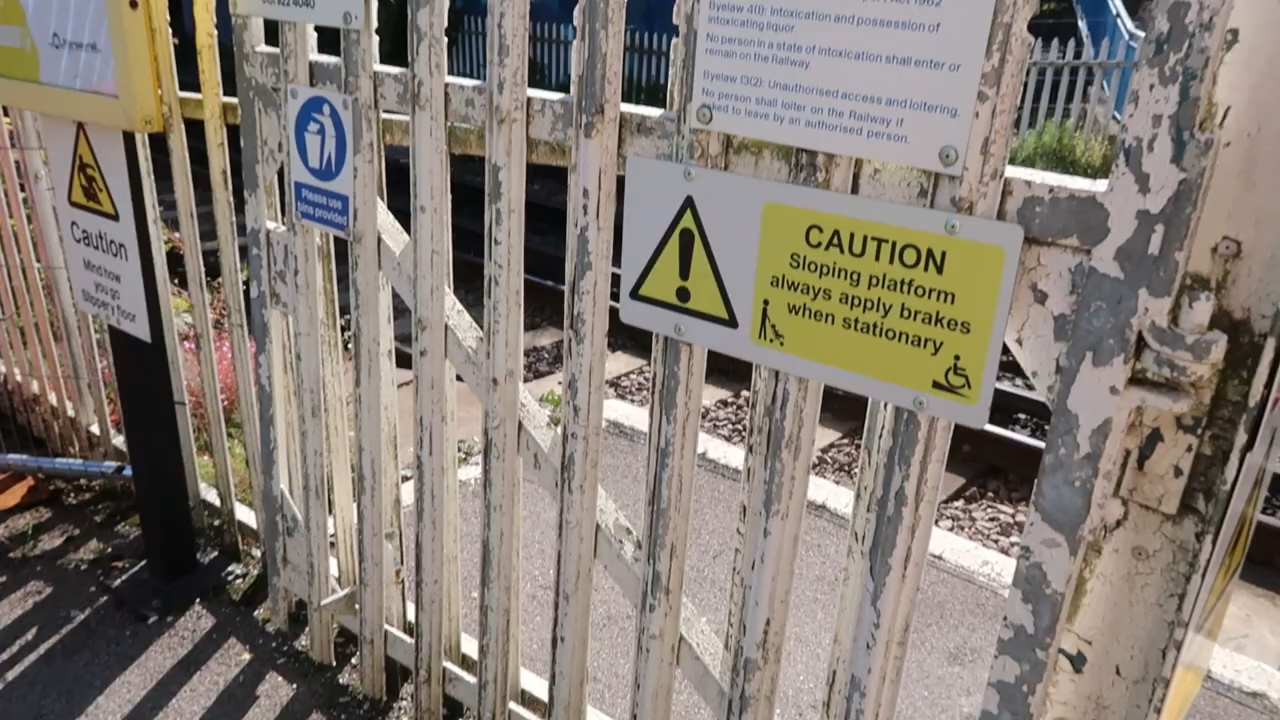 Byelaw 4(1): Intoxication and possession of
intoxicating liquor
No person in a state of intoxication shall enter or
remain on the Railway.
Byelaw 13(2): Unauthorised access and loitering.
No person shall loiter on the Railway if
asked to leave by an authorised person.
Please use
bins provided
Caution
Mind how
you go
Slippery floor
CAUTION
Sloping platform
always apply brakes
when stationary